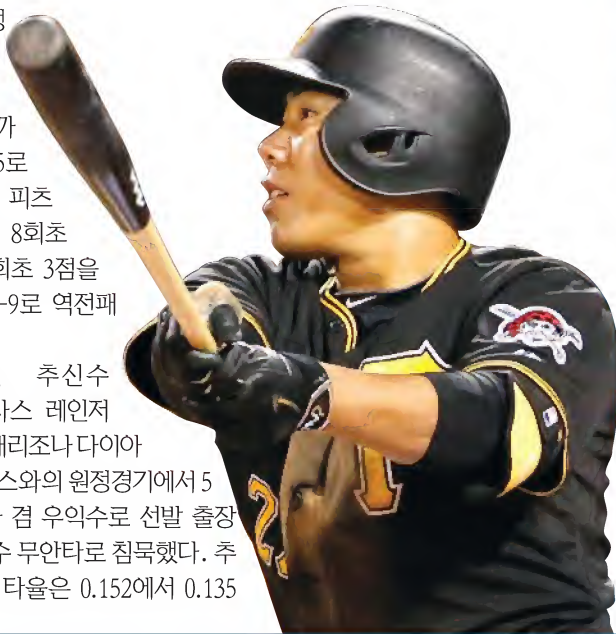 가
5로
피츠
8회초
회초 3점을
-9로 역전패
추신수
사스 레인저
애리조나 다이아
스와의 원정경기에서 5
겸 우익수로 선발 출장
수 무안타로 침묵했다. 추
타율은 0.152에서 0.135
P
2